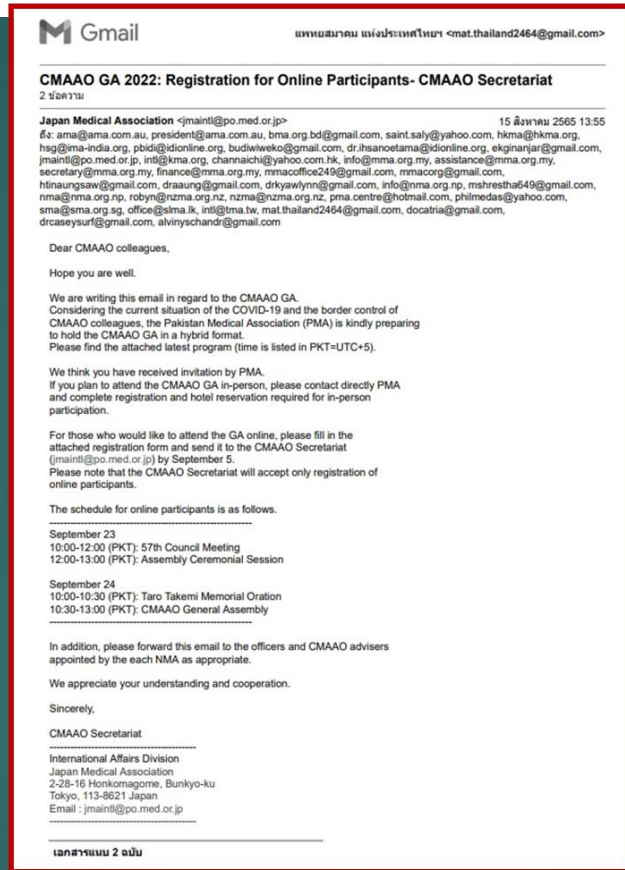 Gmail
แพทยสมาคม แห่งประเทศไทยฯ <mat.thailand2464@gmail.com>
CMAAO GA 2022: Registration for Online Participants- CMAAO Secretariat
2 ข้อความ
Japan Medical Association <jmaintl@po.med.or.jp>
15 สิงหาคม 2565 13:55
ถึง: ama@ama.com.au, president@ama.com.au, bma.org.bd@gmail.com, saint.saly@yahoo.com, hkma@hkma.org,
hsg@ima-india.org, pbidi@idionline.org, budiwiweko@gmail.com, dr.ihsanoetama@idionline.org, ekginanjar@gmail.com,
jmaintl@po.med.or.jp, intl@kma.org, channaichi@yahoo.com.hk, info@mma.org.my, assistance@mma.org.my,
secretary@mma.org.my, finance@mma.org.my, mmacoffice249@gmail.com, mmacorg@gmail.com,
htinaungsaw@gmail.com, draaung@gmail.com, drkyawlynn@gmail.com, info@nma.org.np, mshrestha649@gmail.com,
nma@nma.org.np, robyn@nzma.org.nz, nzma@nzma.org.nz, pma.centre@hotmail.com, philmedas@yahoo.com,
sma@sma.org.sg, office@slma.lk, intl@tma.tw, mat.thailand2464@gmail.com, docatria@gmail.com,
drcaseysurf@gmail.com, alvinyschandr@gmail.com
Dear CMAAO colleagues,
Hope you are well.
We are writing this email in regard to the CMAAO GA.
Considering the current situation of the COVID-19 and the border control of
CMAAO colleagues, the Pakistan Medical Association (PMA) is kindly preparing
to hold the CMAAO GA in a hybrid format.
Please find the attached latest program (time is listed in PKT=UTC+5).
We think you have received invitation by PMA.
If you plan to attend the CMAAO GA in-person, please contact directly PMA
and complete registration and hotel reservation required for in-person
participation.
For those who would like to attend the GA online, please fill in the
attached registration form and send it to the CMAAO Secretariat
(jmaintl@po.med.or.jp) by September 5.
Please note that the CMAAO Secretariat will accept only registration of
online participants.
The schedule for online participants is as follows.
----------------------------------------------------------
September 23
10:00-12:00 (PKT): 57th Council Meeting
12:00-13:00 (PKT): Assembly Ceremonial Session
September 24
10:00-10:30 (PKT): Taro Takemi Memorial Oration
10:30-13:00 (PKT): CMAAO General Assembly
----------------------------------------------------------
In addition, please forward this email to the officers and CMAAO advisers
appointed by the each NMA as appropriate.
We appreciate your understanding and cooperation.
Sincerely,
CMAAO Secretariat
------------------------------------------
International Affairs Division
Japan Medical Association
2-28-16 Honkomagome, Bunkyo-ku
Tokyo, 113-8621 Japan
Email : jmaintl@po.med.or.jp
------------------------------------------
เอกสารแนบ 2 ฉบับ